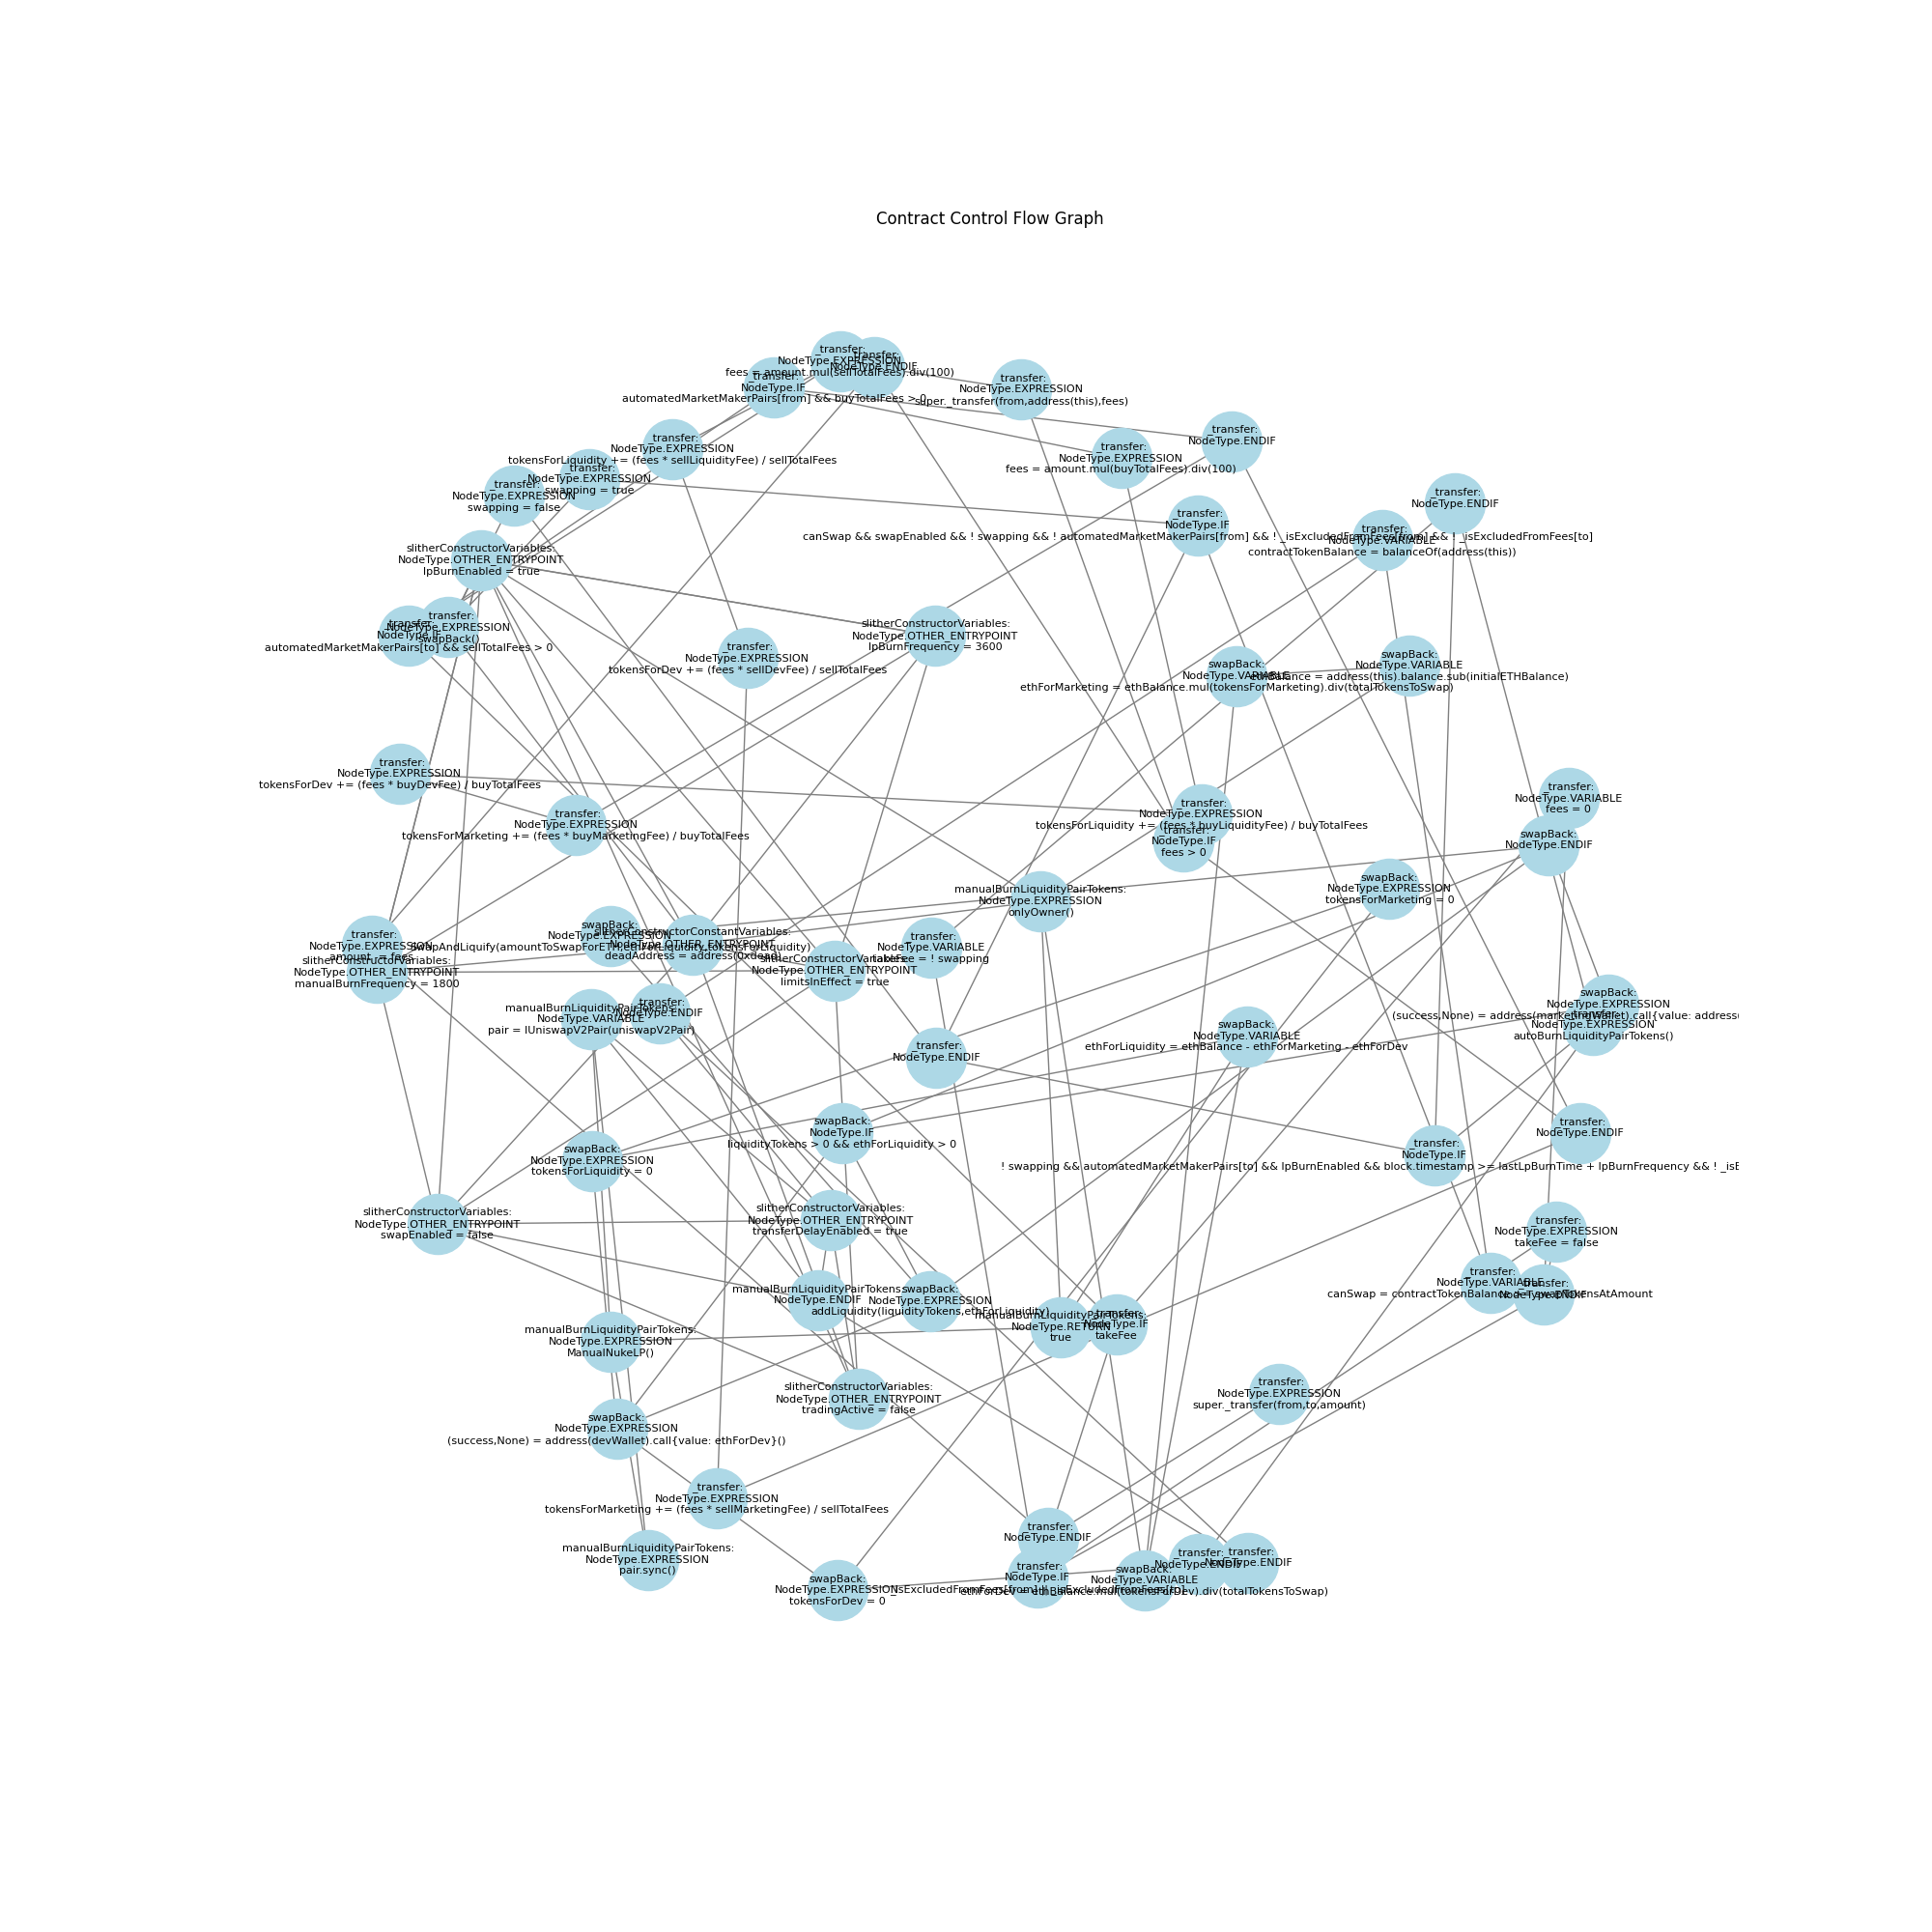 Contract Control Flow Graph
_transfer:
NodeType.EXPRESSION
fees = amount.mul(sellTotalFees).div(100)
_transfer:
NodeType.ENDIF
_transfer:
NodeType.IF
automatedMarketMakerPairs[from] && buyTotalFees > 0
_transfer:
NodeType.EXPRESSION
super._transfer(from,address(this),fees)
_transfer:
NodeType.ENDIF
_transfer:
NodeType.EXPRESSION
tokensForLiquidity += (fees * sellLiquidityFee) / sellTotalFees
_transfer:
NodeType.EXPRESSION
fees = amount.mul(buyTotalFees).div(100)
_transfer:
NodeType.EXPRESSION
swapping = true
_transfer:
NodeType.EXPRESSION
swapping = false
_transfer:
NodeType.ENDIF
_transfer:
NodeType.IF
canSwap && swapEnabled && ! swapping && ! automatedMarketMakerPairs[from] && ! _isExcludedFromFees[from] && ! _isExcludedFromFees[to]
_transfer:
NodeType.VARIABLE
contractTokenBalance = balanceOf(address(this))
slitherConstructorVariables:
NodeType.OTHER_ENTRYPOINT
lpBurnEnabled = true
_transfer:
NodeType.EXPRESSION
swapBack()
_transfer:
NodeType.IF
automatedMarketMakerPairs[to] && sellTotalFees > 0
slitherConstructorVariables:
NodeType.OTHER_ENTRYPOINT
lpBurnFrequency = 3600
_transfer:
NodeType.EXPRESSION
tokensForDev += (fees * sellDevFee) / sellTotalFees
swapBack:
NodeType.VARIABLE
ethForMarketing = ethBalance.mul(tokensForMarketing).div(totalTokensToSwap)
swapBack:
NodeType.VARIABLE
ethBalance = address(this).balance.sub(initialETHBalance)
_transfer:
NodeType.EXPRESSION
tokensForDev += (fees * buyDevFee) / buyTotalFees
_transfer:
NodeType.VARIABLE
fees = 0
_transfer:
NodeType.EXPRESSION
tokensForMarketing += (fees * buyMarketingFee) / buyTotalFees
_transfer:
NodeType.EXPRESSION
tokensForLiquidity += (fees * buyLiquidityFee) / buyTotalFees
_transfer:
NodeType.IF
fees > 0
swapBack:
NodeType.ENDIF
swapBack:
NodeType.EXPRESSION
tokensForMarketing = 0
manualBurnLiquidityPairTokens:
NodeType.EXPRESSION
onlyOwner()
_transfer:
NodeType.EXPRESSION
amount -= fees
slitherConstructorVariables:
NodeType.OTHER_ENTRYPOINT
manualBurnFrequency = 1800
swapBack:
NodeType.EXPRESSION
SwapAndLiquify(amountToSwapForETH,ethForLiquidity,tokensForLiquidity)
slitherConstructorConstantVariables:
NodeType.OTHER_ENTRYPOINT
deadAddress = address(0xdead)
slitherConstructorVariables:
NodeType.OTHER_ENTRYPOINT
limitsInEffect = true
_transfer:
NodeType.VARIABLE
takeFee = ! swapping
manualBurnLiquidityPairTokens:
NodeType.VARIABLE
pair = IUniswapV2Pair(uniswapV2Pair)
_transfer:
NodeType.ENDIF
_transfer:
NodeType.ENDIF
swapBack:
NodeType.VARIABLE
ethForLiquidity = ethBalance - ethForMarketing - ethForDev
swapBack:
NodeType.EXPRESSION
(success,None) = address(marketingWallet).call{value: address(
_transfer:
NodeType.EXPRESSION
autoBurnLiquidityPairTokens()
swapBack:
NodeType.IF
liquidityTokens > 0 && ethForLiquidity > 0
_transfer:
NodeType.ENDIF
_transfer:
NodeType.IF
! swapping && automatedMarketMakerPairs[to] && lpBurnEnabled && block.timestamp >= lastLpBurnTime + lpBurnFrequency && ! _isE
swapBack:
NodeType.EXPRESSION
tokensForLiquidity = 0
slitherConstructorVariables:
NodeType.OTHER_ENTRYPOINT
swapEnabled = false
slitherConstructorVariables:
NodeType.OTHER_ENTRYPOINT
transferDelayEnabled = true
_transfer:
NodeType.EXPRESSION
takeFee = false
_transfer:
NodeType.VARIABLE
canSwap = contractTokenBalance >= swapTokensAtAmount
_transfer:
NodeType.ENDIF
manualBurnLiquidityPairTokens:
NodeType.ENDIF
swapBack:
NodeType.EXPRESSION
addLiquidity(liquidityTokens,ethForLiquidity)
manualBurnLiquidityPairTokens:
NodeType.RETURN
true
_transfer:
NodeType.IF
takeFee
manualBurnLiquidityPairTokens:
NodeType.EXPRESSION
ManualNukeLP()
slitherConstructorVariables:
NodeType.OTHER_ENTRYPOINT
tradingActive = false
_transfer:
NodeType.EXPRESSION
super._transfer(from,to,amount)
swapBack:
NodeType.EXPRESSION
(success,None) = address(devWallet).call{value: ethForDev}()
_transfer:
NodeType.EXPRESSION
tokensForMarketing += (fees * sellMarketingFee) / sellTotalFees
_transfer:
NodeType.ENDIF
manualBurnLiquidityPairTokens:
NodeType.EXPRESSION
pair.sync()
swapBack:
NodeType.EXPRESSION
tokensForDev = 0
_transfer:
NodeType.IF
_isExcludedFromFees[from] || _isExcludedFromFees[to]
swapBack:
NodeType.VARIABLE
ethForDev = ethBalance.mul(tokensForDev).div(totalTokensToSwap)
_transfer:
NodeType.ENDIF
_transfer:
NodeType.ENDIF